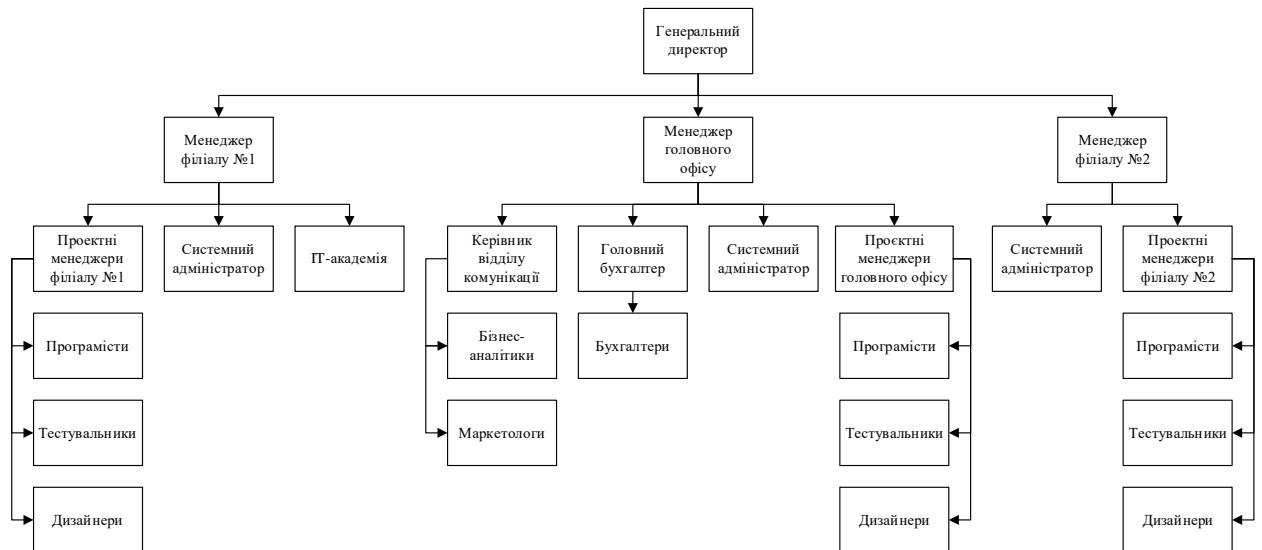 Генеральний
директор
Менеджер
філіалу №1
Менеджер
головного
офісу
Менеджер
філіалу №2
Проектні
менеджери
філіалу №1
Системний
адміністратор
ІТ-академія
Керівник
відділу
комунікації
Головний
бухгалтер
Системний
адміністратор
Проєктні
менеджери
головного офісу
Системний
адміністратор
Проектні
менеджери
філіалу №2
Програмісти
Бізнес-
аналітики
Бухгалтери
Програмісти
Програмісти
Тестувальники
Маркетологи
Тестувальники
Тестувальники
Дизайнери
Дизайнери
Дизайнери